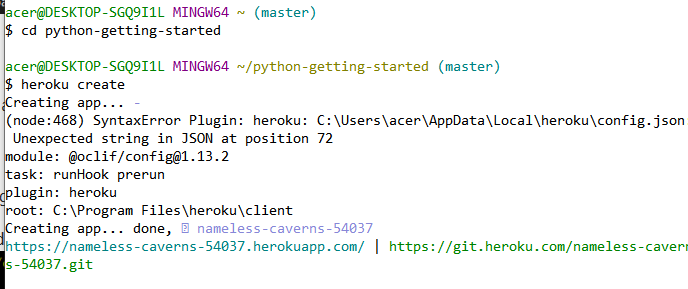 acer@DESKTOP-SGQ9I1L MINGW64 ~ (master)
$ cd python-getting-started
acer@DESKTOP-SGQ9I1L MINGW64 ~/python-getting-started (master)
$ heroku create
Creating app... -
(node:468) SyntaxError Plugin: heroku: C:\Users\acer\AppData\Local\heroku\config.json
Unexpected string in JSON at position 72
module: @oclif/config@1.13.2
task: runHook prerun
plugin: heroku
root: C:\Program Files\heroku\client
Creating app... done, nameless-caverns-54037
https://nameless-caverns-54037.herokuapp.com/ | https://git.heroku.com/nameless-cavern
s-54037.git